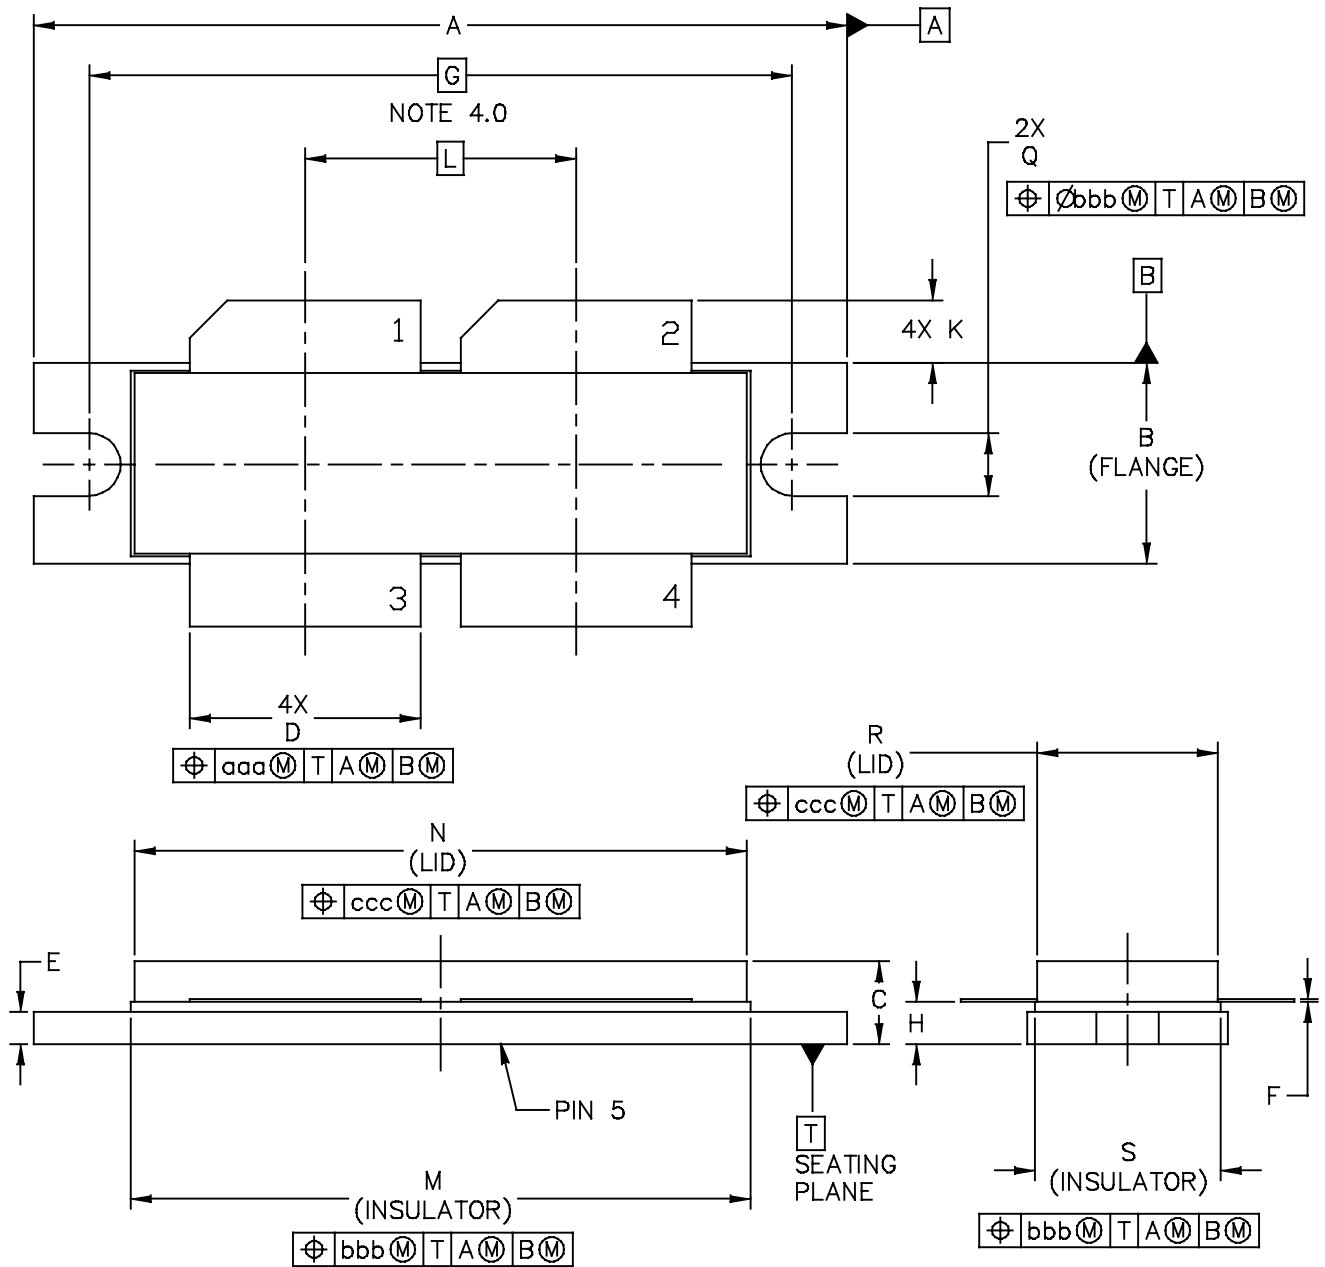 A
A
G
NOTE 4.0
L
2X
Q
⌖ Øbbb Ⓜ T A Ⓜ B Ⓜ
B
1
2
4X K
B
(FLANGE)
3
4
4X
D
⌖ aaa Ⓜ T A Ⓜ B Ⓜ
R
(LID)
⌖ ccc Ⓜ T A Ⓜ B Ⓜ
N
(LID)
⌖ ccc Ⓜ T A Ⓜ B Ⓜ
E
C
H
F
PIN 5
T
SEATING
PLANE
M
(INSULATOR)
⌖ bbb Ⓜ T A Ⓜ B Ⓜ
S
(INSULATOR)
⌖ bbb Ⓜ T A Ⓜ B Ⓜ